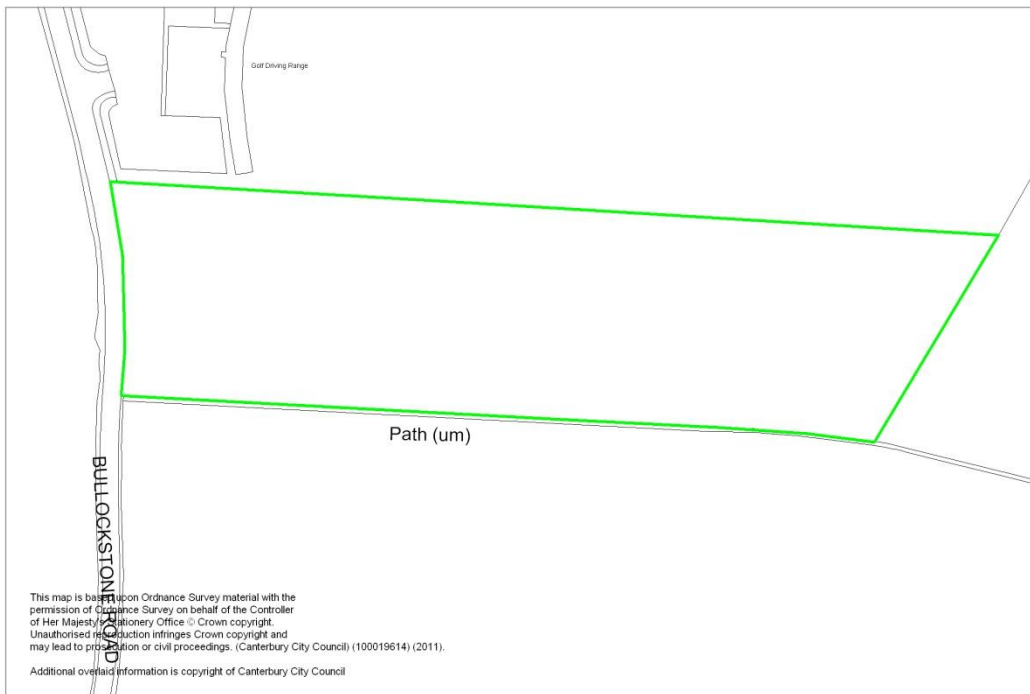 Golf Driving Range
Path (um)
BULLOCKSTONE ROAD
This map is based upon Ordnance Survey material with the
permission of Ordnance Survey on behalf of the Controller
of Her Majesty's Stationery Office © Crown copyright.
Unauthorised reproduction infringes Crown copyright and
may lead to prosecution or civil proceedings. (Canterbury City Council) (100019614) (2011).
Additional overlaid information is copyright of Canterbury City Council